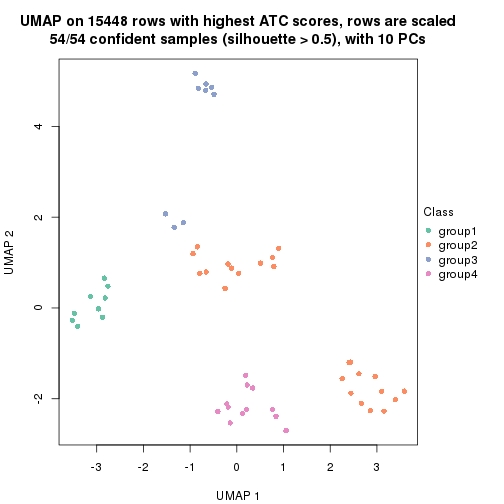 UMAP on 15448 rows with highest ATC scores, rows are scaled
54/54 confident samples (silhouette > 0.5), with 10 PCs
4
2
0
-2
UMAP 2
-3
-2
-1
0
1
2
3
UMAP 1
Class
group1
group2
group3
group4